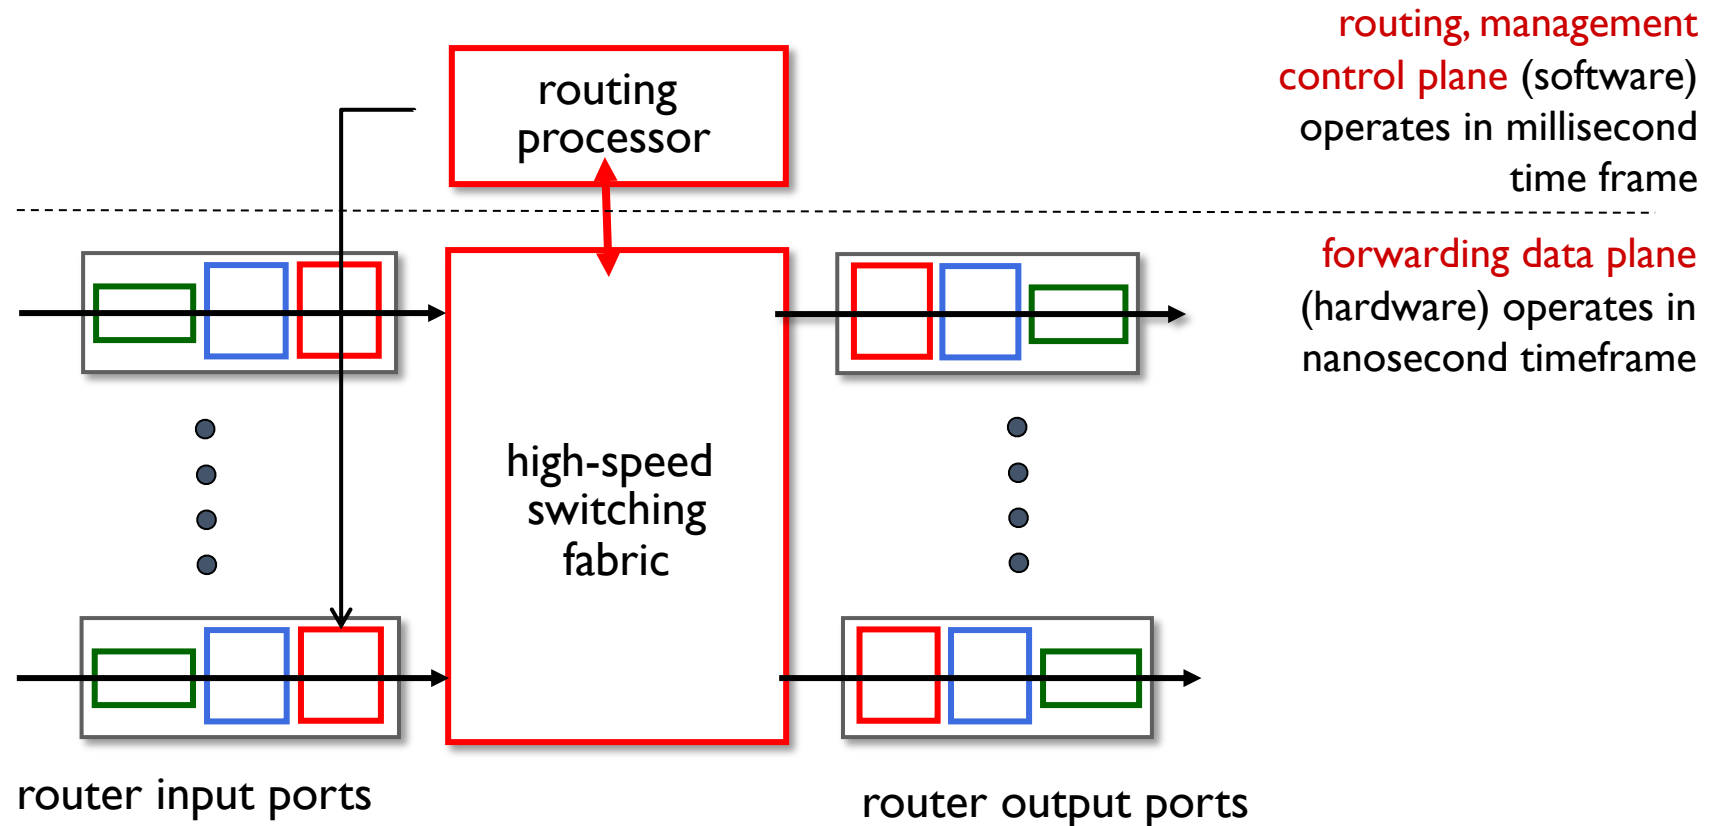 routing, management
control plane (software)
operates in millisecond
time frame
routing
processor
forwarding data plane
(hardware) operates in
nanosecond timeframe
high-speed
switching
fabric
router input ports
router output ports